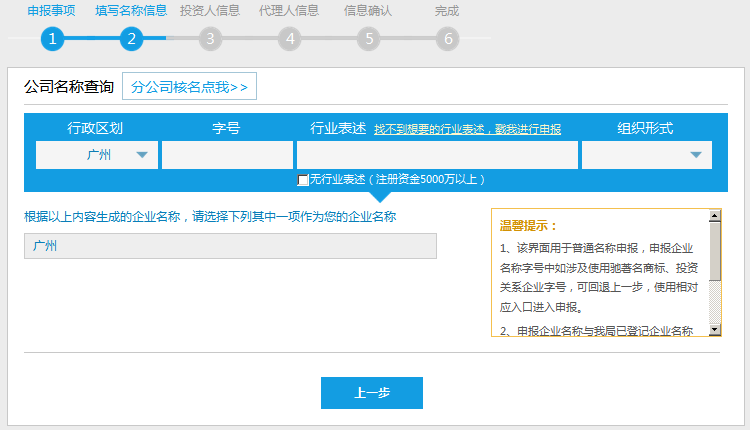 申报事项 填写名称信息 投资人信息 代理人信息 信息确认 完成
1 2 3 4 5 6
公司名称查询 分公司核名点我>>
行政区划 字号 行业表述 找不到想要的行业表述，戳我进行申报 组织形式
广州
无行业表述（注册资金5000万以上）
根据以上内容生成的企业名称，请选择下列其中一项作为您的企业名称
广州
温馨提示：
1、该界面用于普通名称申报，申报企业
名称字号中如涉及使用驰著名商标、投资
关系企业字号，可回退上一步，使用相对
应入口进入申报。
2、申报企业名称与我局已登记企业名称
上一步